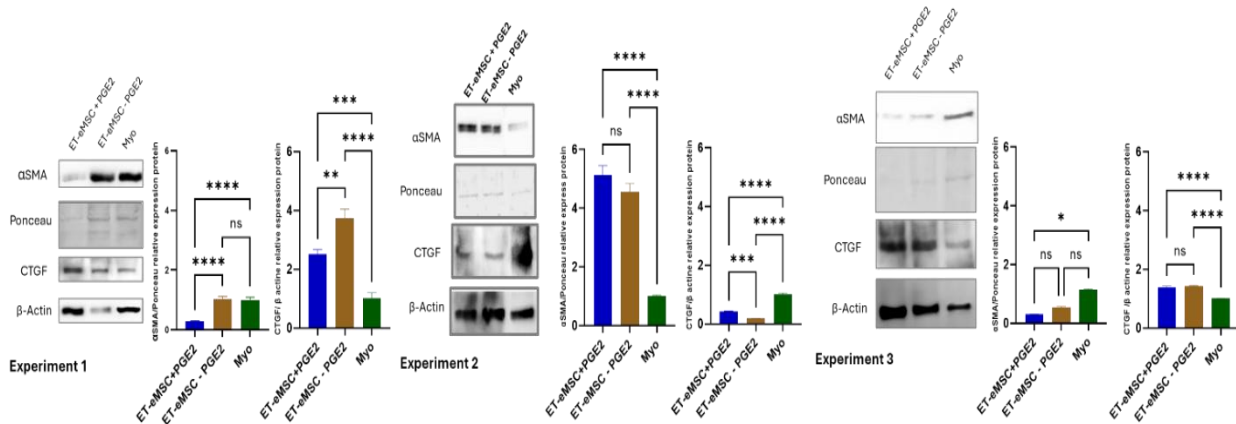 ET-eMSC + PGE2
ET-eMSC - PGE2
Myo
αSMA
Ponceau
CTGF
β-Actin
αSMA/Ponceau relative expression protein
6
4
2
0
****
****
ns
ET-eMSC+PGE2
ET-eMSC - PGE2
Myo
CTGF/ β actine relative expression protein
6
4
2
0
***
****
**
ET-eMSC+PGE2
ET-eMSC - PGE2
Myo
Experiment 1
ET-eMSC + PGE2
ET-eMSC - PGE2
Myo
αSMA
Ponceau
CTGF
β-Actin
αSMA/Ponceau relative express protein
6
4
2
0
****
****
ns
ET-eMSC+PGE2
ET-eMSC - PGE2
Myo
CTGF/β actine relative expression protein
6
4
2
0
****
****
***
ET-eMSC+PGE2
ET-eMSC - PGE2
Myo
Experiment 2
ET-eMSC + PGE2
ET-eMSC - PGE2
Myo
αSMA
Ponceau
CTGF
β-Actin
αSMA/Ponceau relative expression protein
6
4
2
0
*
ns
ns
ET-eMSC+PGE2
ET-eMSC - PGE2
Myo
CTGF/β actine relative expression protein
6
4
2
0
****
****
ns
ET-eMSC+PGE2
ET-eMSC - PGE2
Myo
Experiment 3